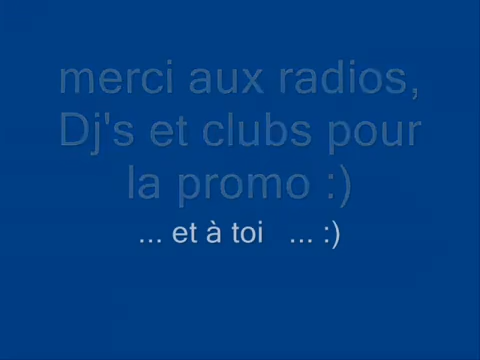 merci aux radios,
Dj's et clubs pour
la promo :)
... et à toi ... :)